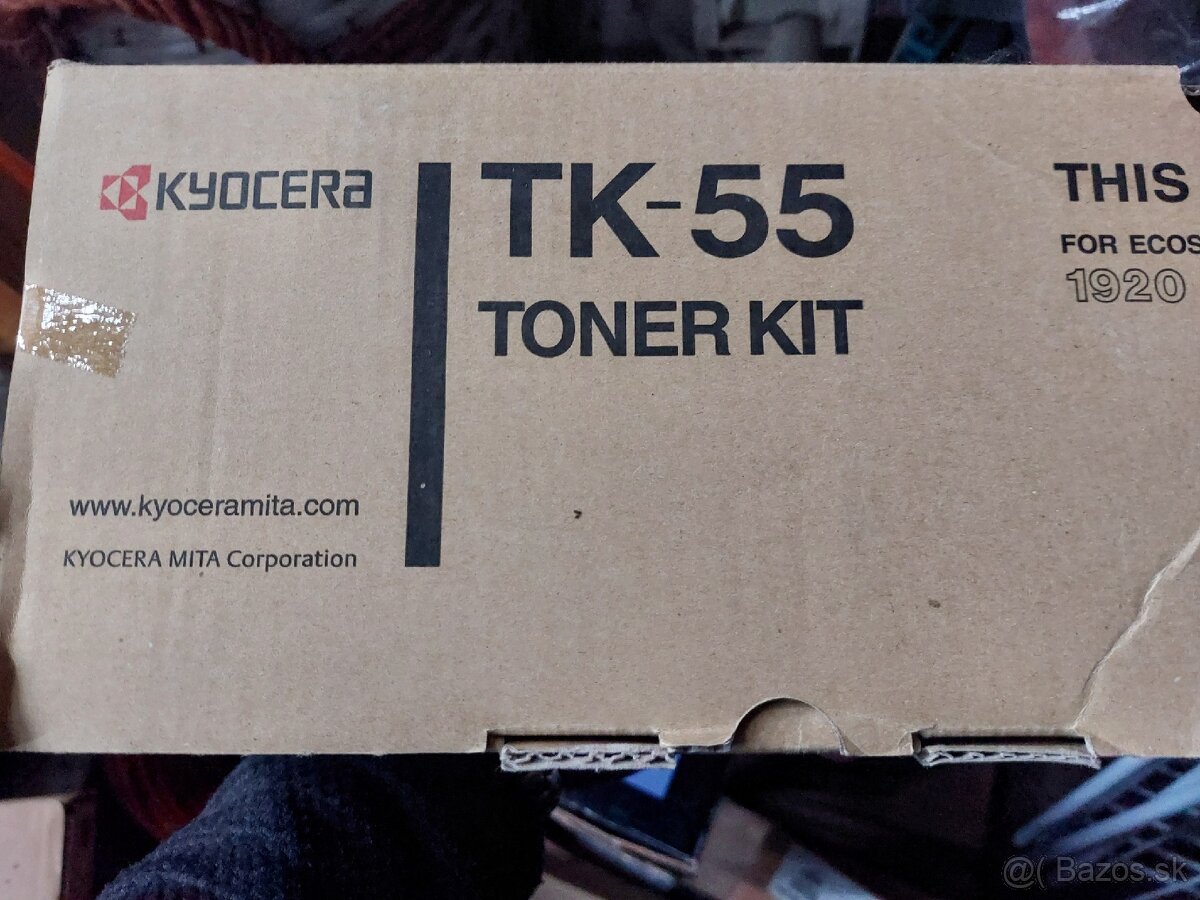 KYOCERA
TK-55
TONER KIT
THIS
FOR ECOS
1920
www.kyoceramita.com
KYOCERA MITA Corporation
@( Bazos.sk